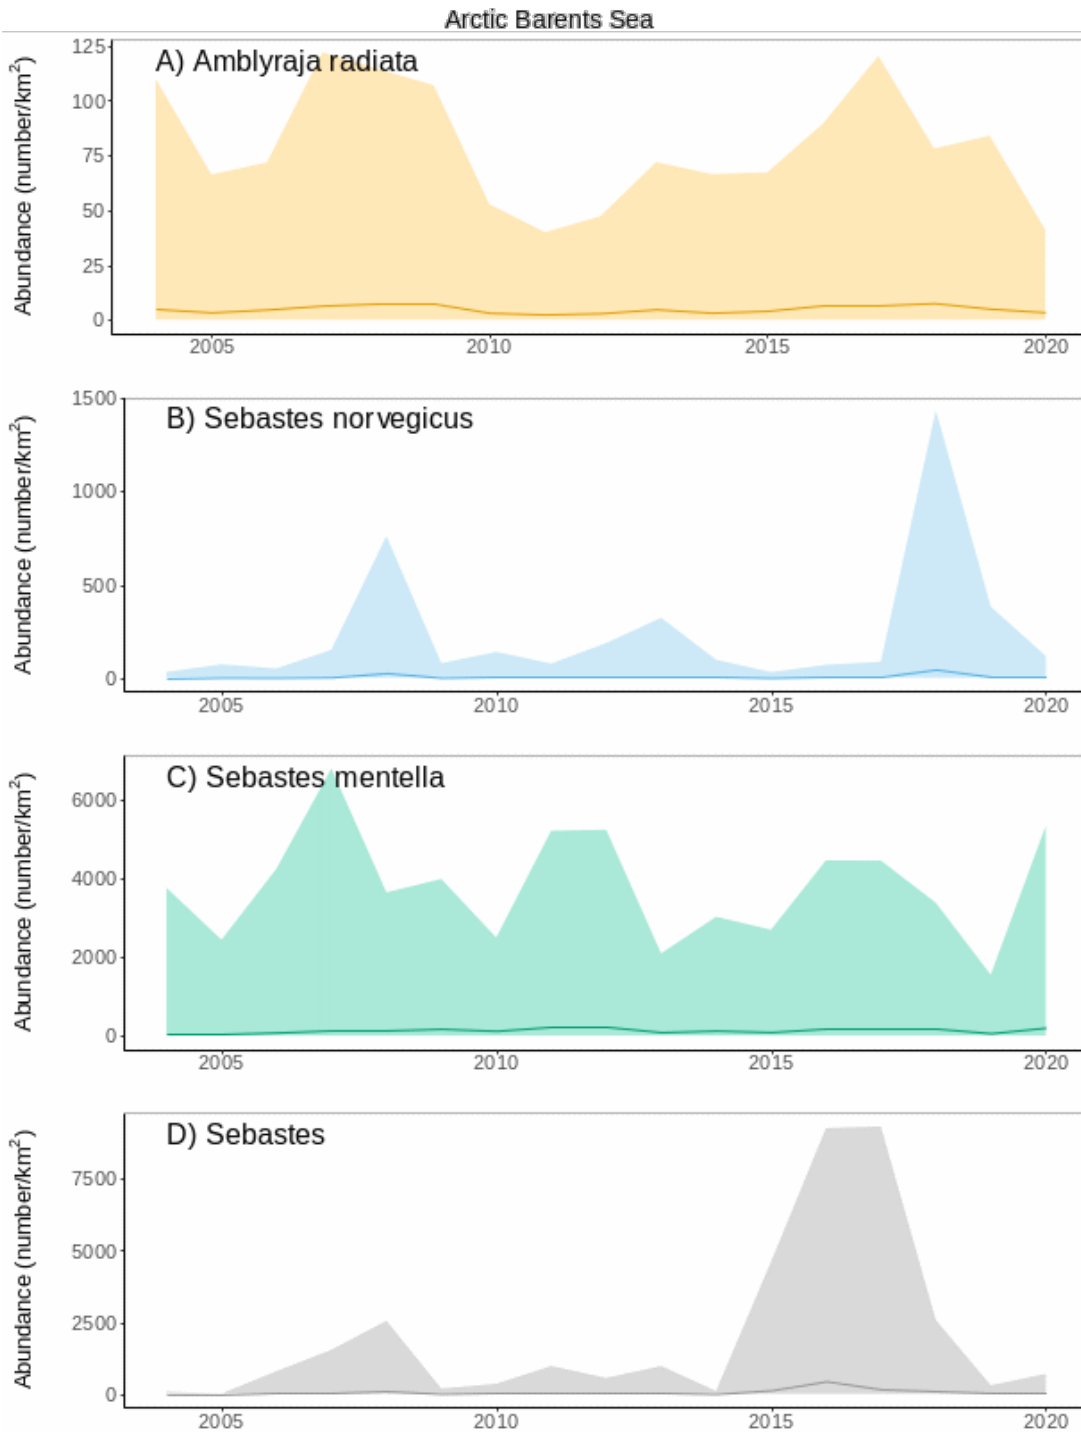 Arctic Barents Sea
A) Amblyraja radiata
Abundance (number/km²)
125
100
75
50
25
0
2005 2010 2015 2020
B) Sebastes norvegicus
Abundance (number/km²)
1500
1000
500
0
2005 2010 2015 2020
C) Sebastes mentella
Abundance (number/km²)
6000
4000
2000
0
2005 2010 2015 2020
D) Sebastes
Abundance (number/km²)
7500
5000
2500
0
2005 2010 2015 2020